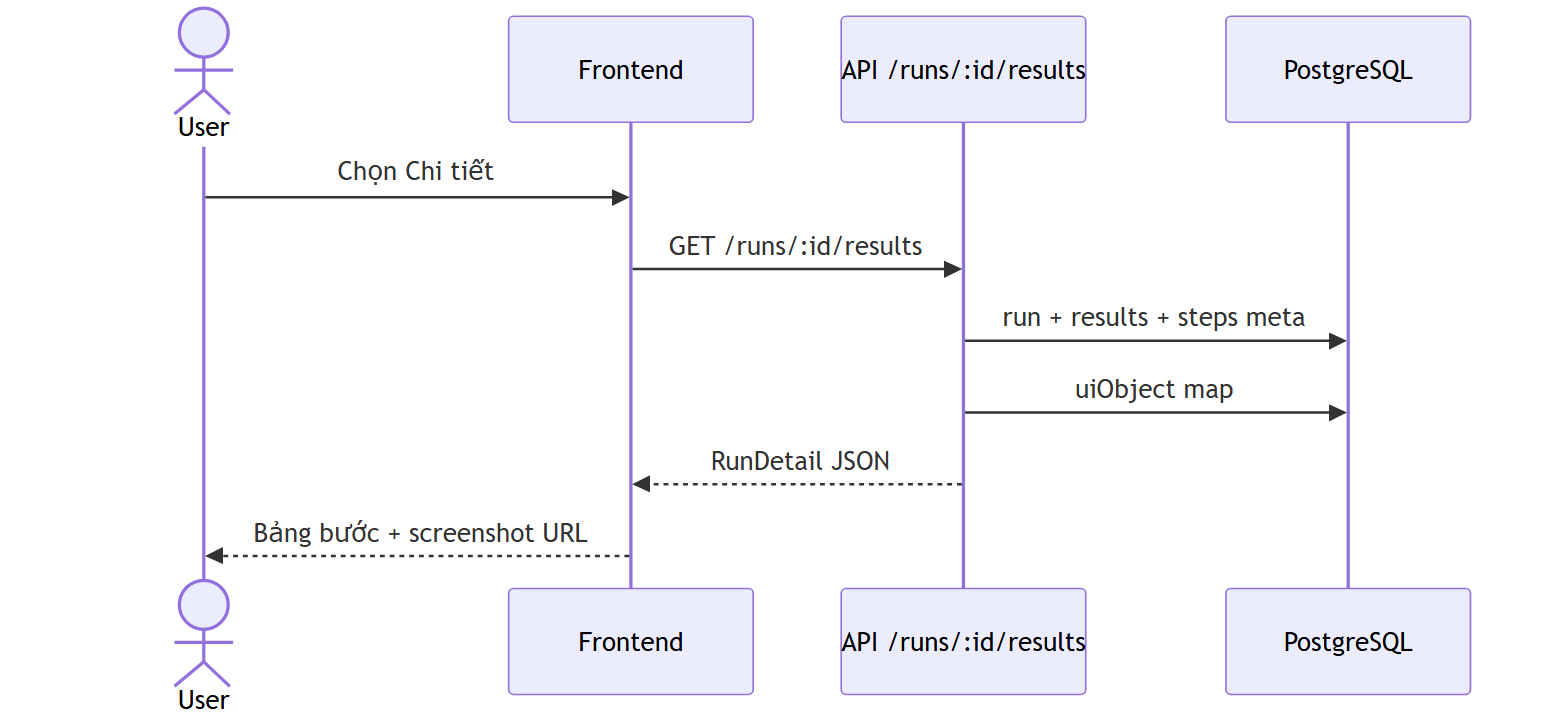 User
Frontend
API /runs/:id/results
PostgreSQL
Chọn Chi tiết
GET /runs/:id/results
run + results + steps meta
uiObject map
RunDetail JSON
Bảng bước + screenshot URL
User
Frontend
API /runs/:id/results
PostgreSQL